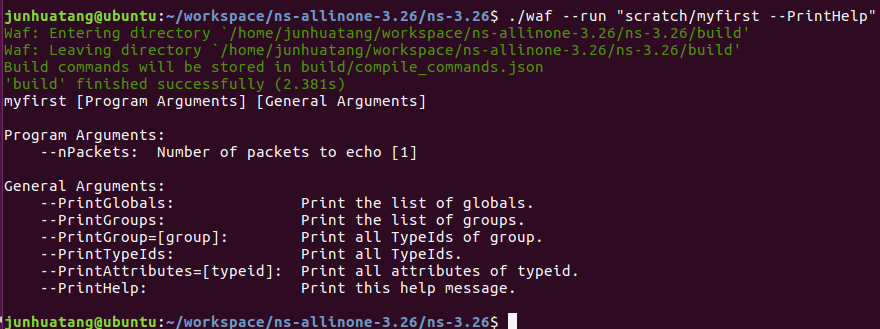 junhuatang@ubuntu:~/workspace/ns-allinone-3.26/ns-3.26$ ./waf --run "scratch/myfirst --PrintHelp"
Waf: Entering directory `/home/junhuatang/workspace/ns-allinone-3.26/ns-3.26/build'
Waf: Leaving directory `/home/junhuatang/workspace/ns-allinone-3.26/ns-3.26/build'
Build commands will be stored in build/compile_commands.json
'build' finished successfully (2.381s)
myfirst [Program Arguments] [General Arguments]

Program Arguments:
    --nPackets:  Number of packets to echo [1]

General Arguments:
    --PrintGlobals:              Print the list of globals.
    --PrintGroups:               Print the list of groups.
    --PrintGroup=[group]:        Print all TypeIds of group.
    --PrintTypeIds:              Print all TypeIds.
    --PrintAttributes=[typeid]:  Print all attributes of typeid.
    --PrintHelp:                 Print this help message.

junhuatang@ubuntu:~/workspace/ns-allinone-3.26/ns-3.26$